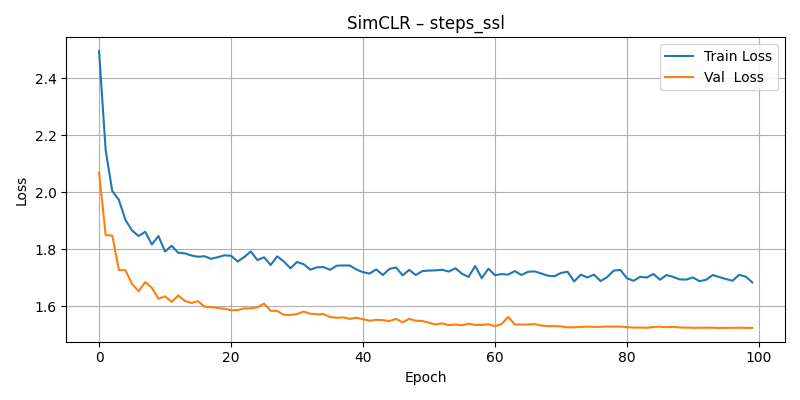 SimCLR – steps_ssl
Train Loss
Val  Loss
Loss
2.4
2.2
2.0
1.8
1.6
0 20 40 60 80 100
Epoch